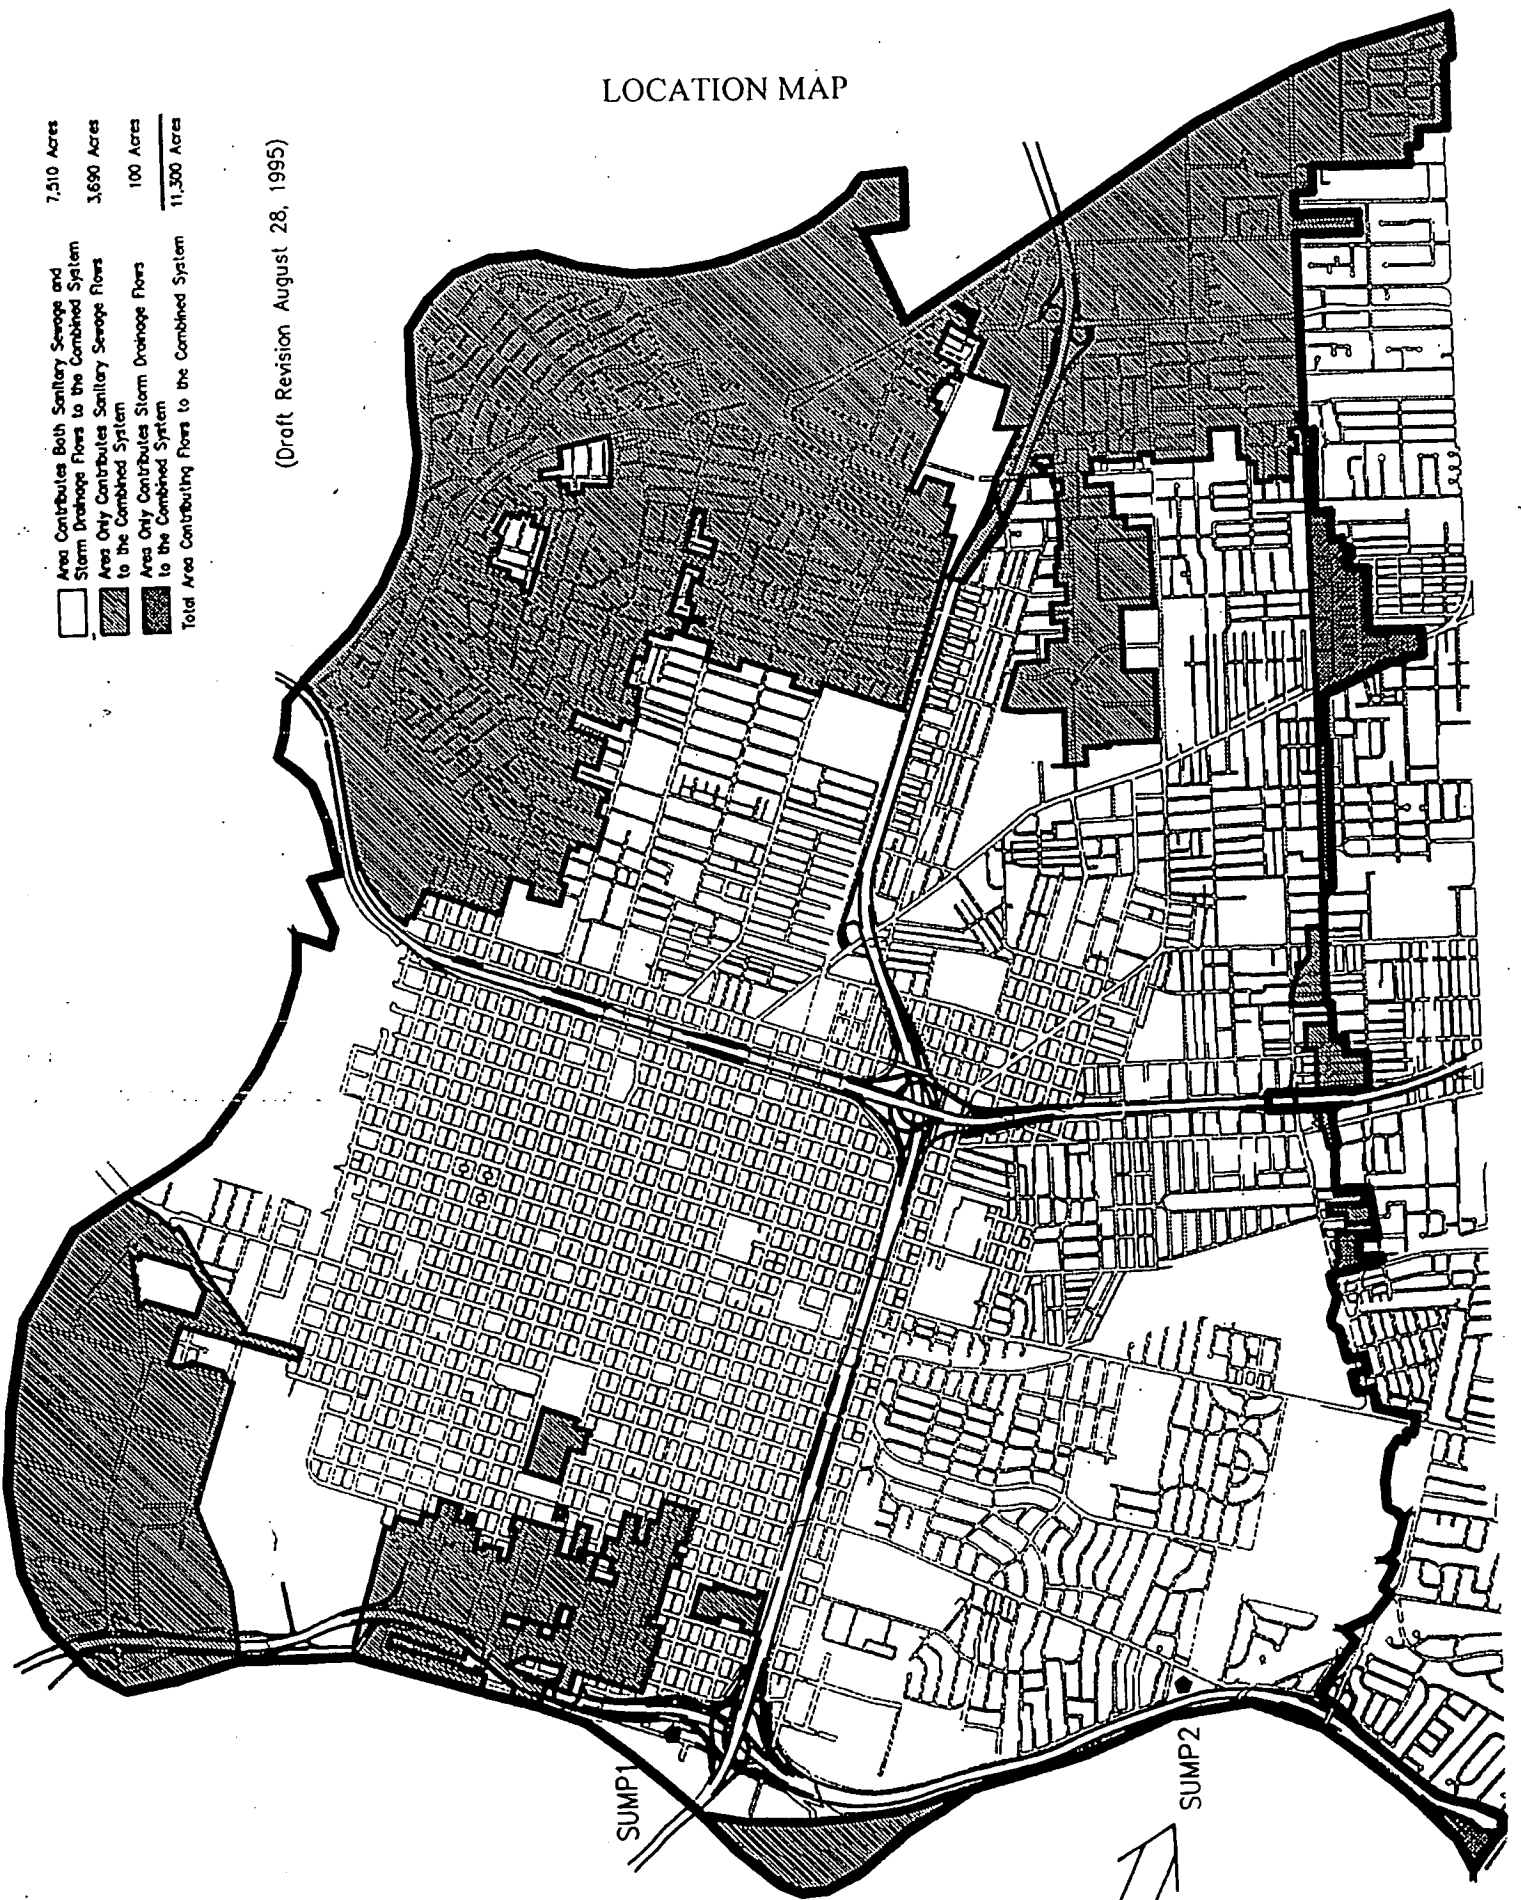 LOCATION MAP
Area Contributes Both Sanitary Sewage and
Storm Drainage Flows to the Combined System 7,510 Acres
Area Only Contributes Sanitary Sewage Flows
to the Combined System 3,690 Acres
Area Only Contributes Storm Drainage Flows
to the Combined System 100 Acres
Total Area Contributing Flows to the Combined System 11,300 Acres
(Draft Revision August 28, 1995)
SUMP1
SUMP2